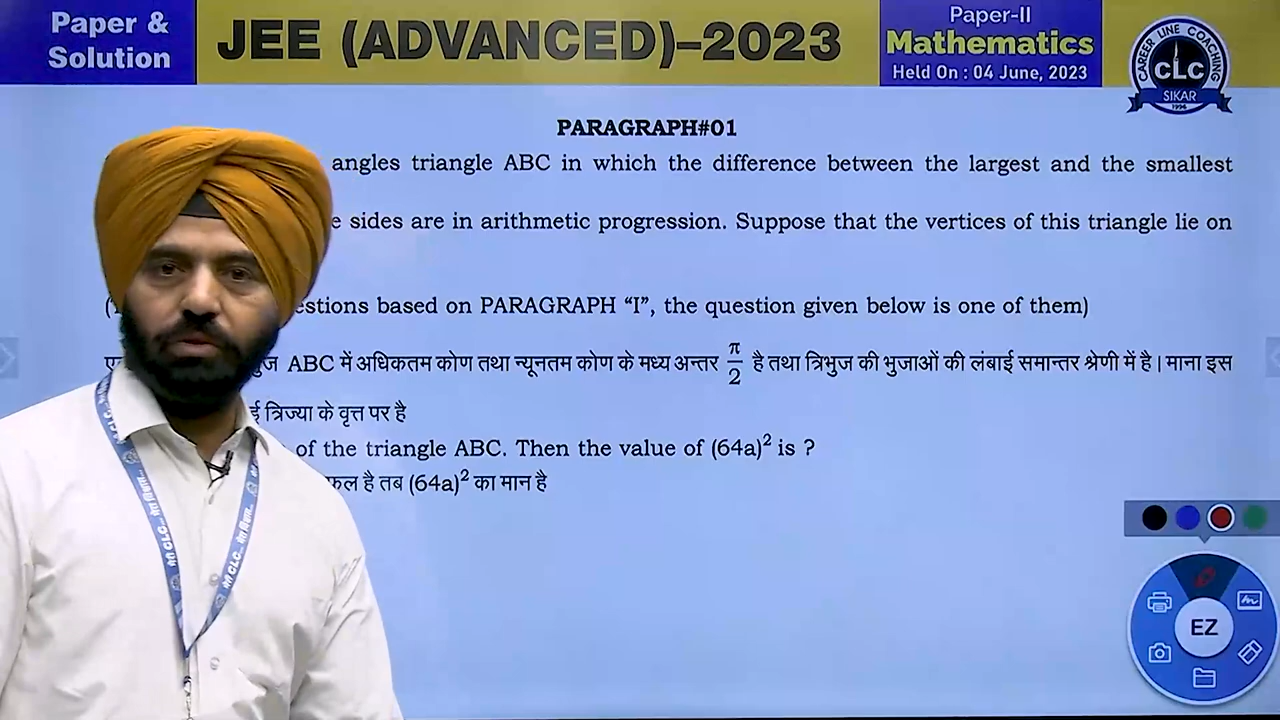 Paper &
Solution
JEE (ADVANCED)–2023
Paper-II
Mathematics
Held On : 04 June, 2023
CAREER LINE COACHING
CLC
SIKAR
1996
PARAGRAPH#01
angles triangle ABC in which the difference between the largest and the smallest
sides are in arithmetic progression. Suppose that the vertices of this triangle lie on
based on PARAGRAPH “I”, the question given below is one of them)
ABC में अधिकतम कोण तथा न्यूनतम कोण के मध्य अन्तर π/2 है तथा त्रिभुज की भुजाओं की लंबाई समान्तर श्रेणी में है | माना इस
त्रिज्या के वृत्त पर है
of the triangle ABC. Then the value of (64a)² is ?
है तब (64a)² का मान है
EZ